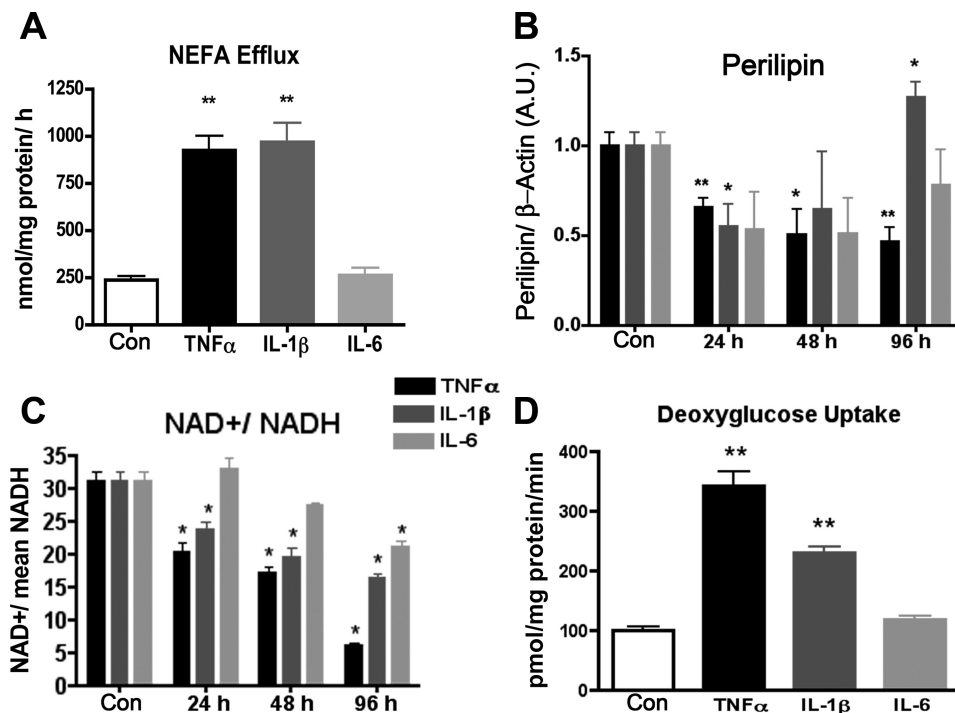 A
NEFA Efflux
nmol/mg protein/ h
1250
1000
750
500
250
0
**
**
Con
TNFα
IL-1β
IL-6
B
Perilipin
Perilipin/ β–Actin (A.U.)
1.5
1.0
0.5
0.0
**
*
*
**
*
Con
24 h
48 h
96 h
TNFα
IL-1β
IL-6
C
NAD+/ NADH
NAD+/ mean NADH
35
30
25
20
15
10
5
0
*
*
*
*
*
*
*
Con
24 h
48 h
96 h
D
Deoxyglucose Uptake
pmol/mg protein/min
400
300
200
100
0
**
**
Con
TNFα
IL-1β
IL-6